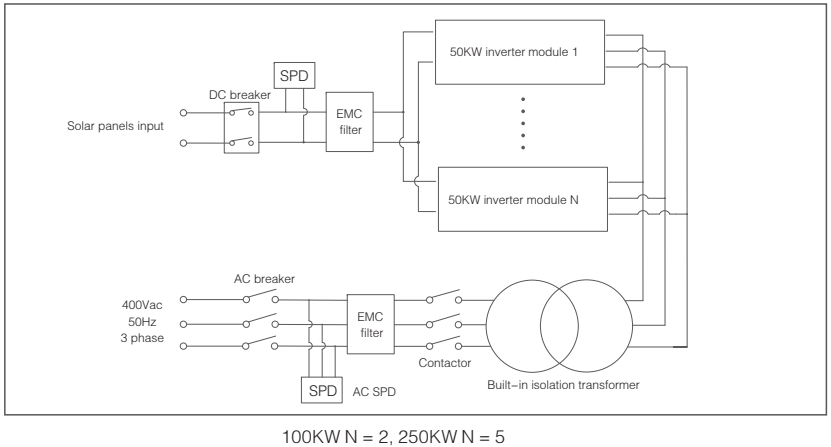 50KW inverter module 1
SPD
DC breaker
EMC
filter
Solar panels input
50KW inverter module N
AC breaker
400Vac
50Hz
3 phase
EMC
filter
Contactor
Built-in isolation transformer
SPD
AC SPD
100KW N = 2, 250KW N = 5